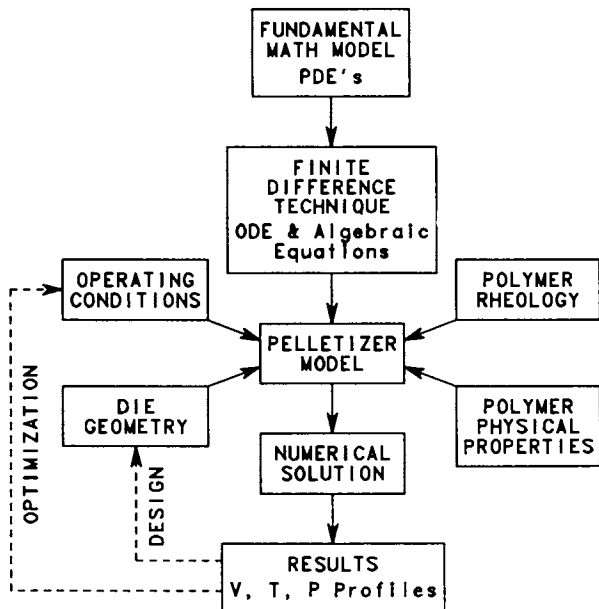 FUNDAMENTAL
MATH MODEL
PDE's
FINITE
DIFFERENCE
TECHNIQUE
ODE & Algebraic
Equations
OPERATING
CONDITIONS
POLYMER
RHEOLOGY
PELLETIZER
MODEL
DIE
GEOMETRY
POLYMER
PHYSICAL
PROPERTIES
NUMERICAL
SOLUTION
OPTIMIZATION
DESIGN
RESULTS
V, T, P Profiles